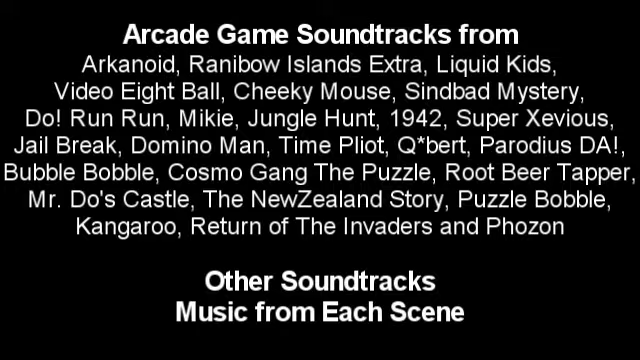 Arcade Game Soundtracks from
Arkanoid, Ranibow Islands Extra, Liquid Kids,
Video Eight Ball, Cheeky Mouse, Sindbad Mystery,
Do! Run Run, Mikie, Jungle Hunt, 1942, Super Xevious,
Jail Break, Domino Man, Time Pliot, Q*bert, Parodius DA!,
Bubble Bobble, Cosmo Gang The Puzzle, Root Beer Tapper,
Mr. Do's Castle, The NewZealand Story, Puzzle Bobble,
Kangaroo, Return of The Invaders and Phozon
Other Soundtracks
Music from Each Scene